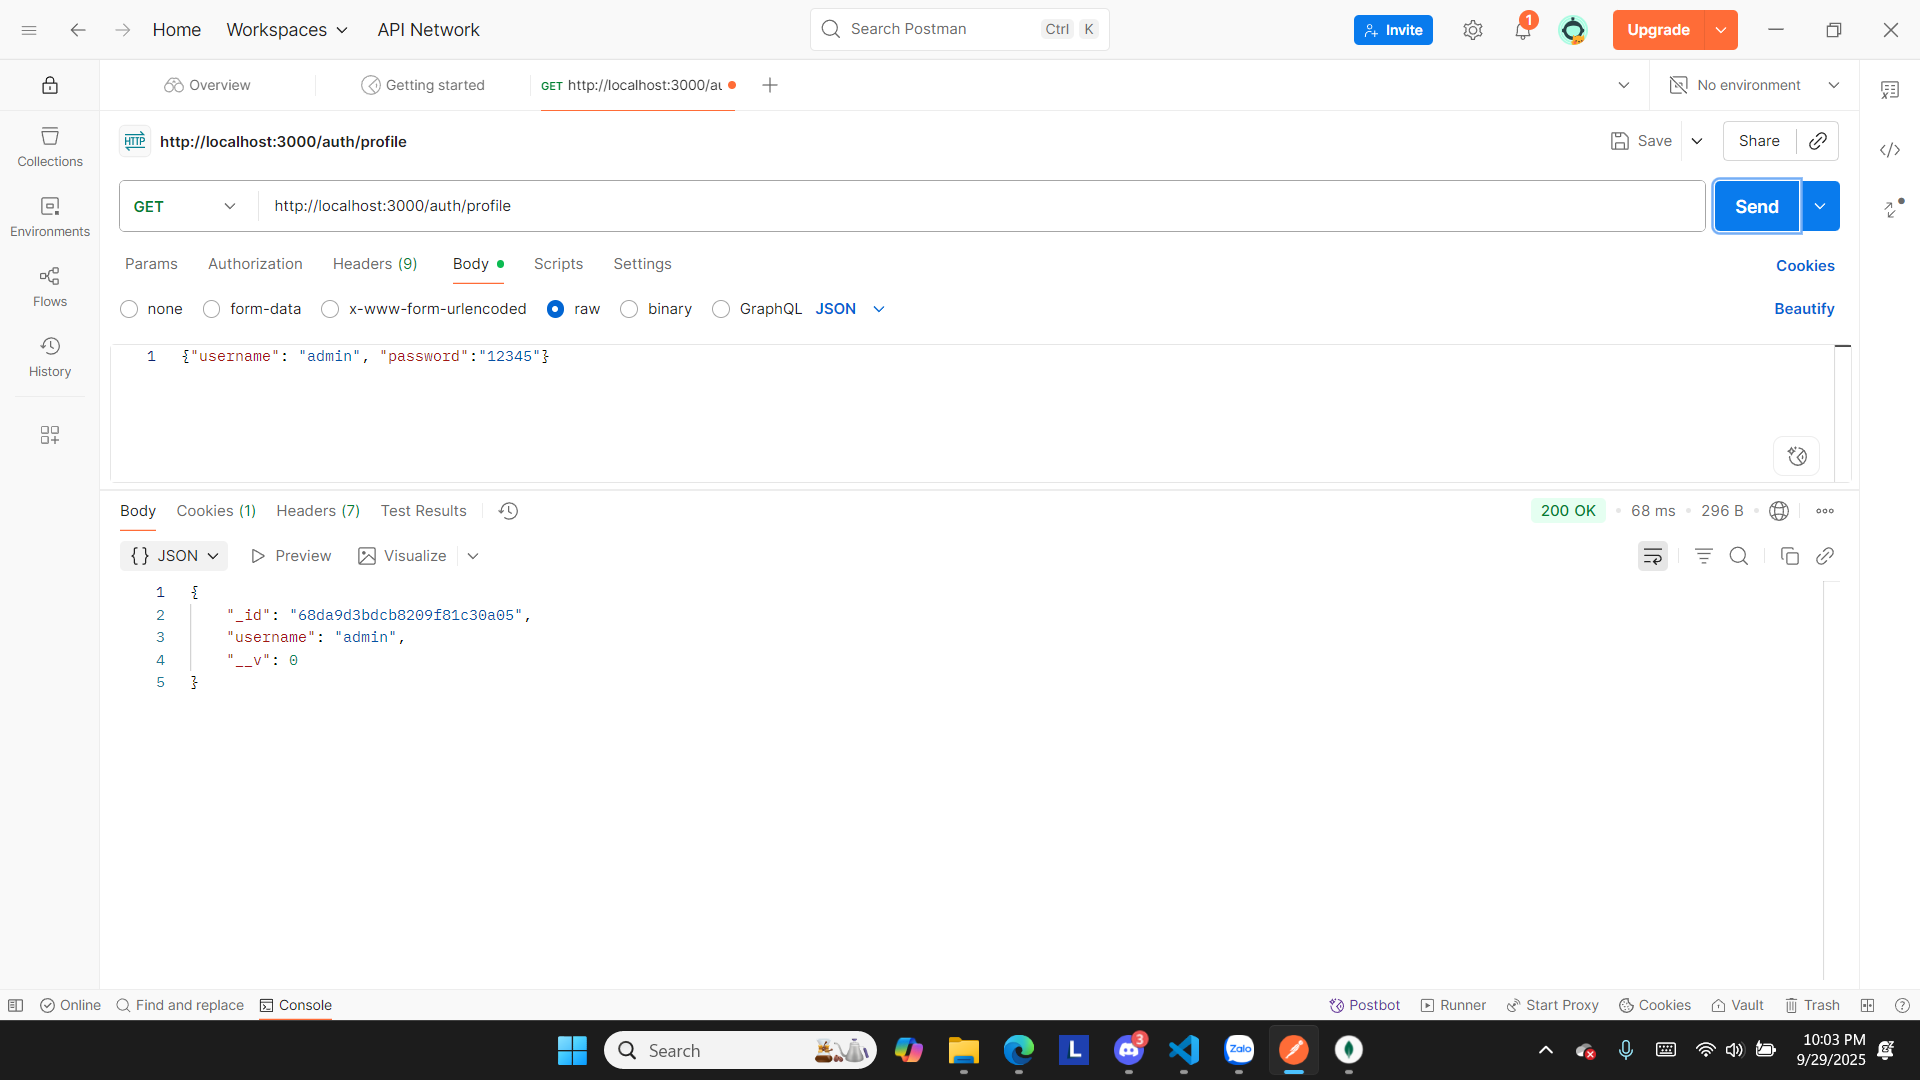 Home Workspaces API Network Search Postman Ctrl K Invite 1 Upgrade
Overview Getting started GET http://localhost:3000/au No environment
HTTP http://localhost:3000/auth/profile Save Share
Collections
GET http://localhost:3000/auth/profile Send
Environments
Params Authorization Headers (9) Body Scripts Settings Cookies
Flows
none form-data x-www-form-urlencoded raw binary GraphQL JSON Beautify
History
1 {"username": "admin", "password":"12345"}
Body Cookies (1) Headers (7) Test Results 200 OK 68 ms 296 B
{} JSON Preview Visualize
1 {
2 "_id": "68da9d3bdcb8209f81c30a05",
3 "username": "admin",
4 "__v": 0
5 }
Online Find and replace Console Postbot Runner Start Proxy Cookies Vault Trash
Search L 3 Zalo 10:03 PM
9/29/2025